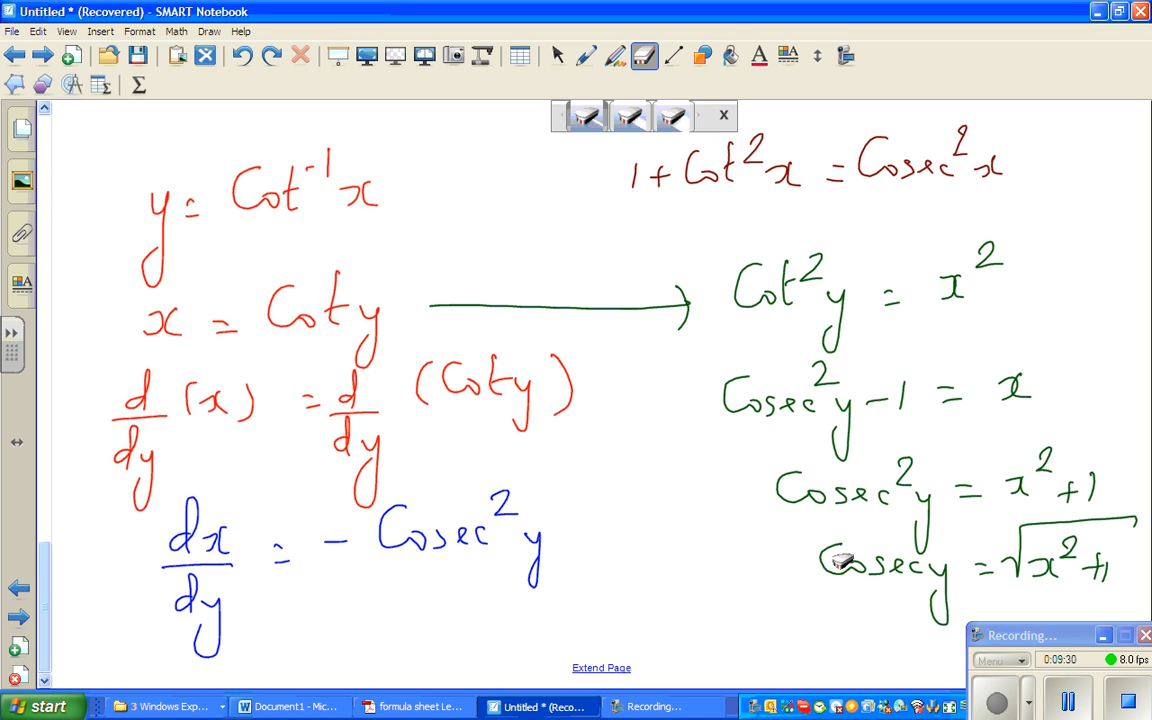 Untitled * (Recovered) - SMART Notebook
File Edit View Insert Format Math Draw Help
x
y = Cot⁻¹x
1 + Cot²x = Cosec²x
x = Cot y
Cot²y = x²
d/dy (x) = d/dy (Cot y)
Cosec²y - 1 = x
Cosec²y = x² + 1
dx/dy = - Cosec²y
Cosec y = √x² + 1
Extend Page
Recording...
Menu
0:09:30
8.0 fps
start
3 Windows Exp...
Document1 - Mic...
formula sheet Le...
Untitled * (Reco...
Recording...